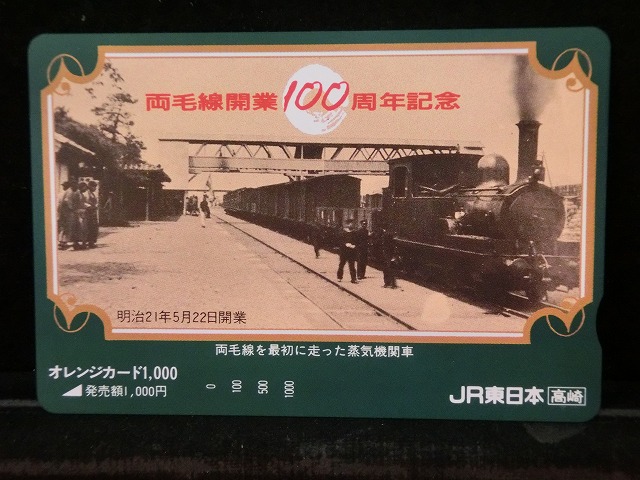 両毛線開業100周年記念
明治21年5月22日開業
両毛線を最初に走った蒸気機関車
オレンジカード1,000
発売額1,000円
0 100 500 1000
JR東日本 高崎